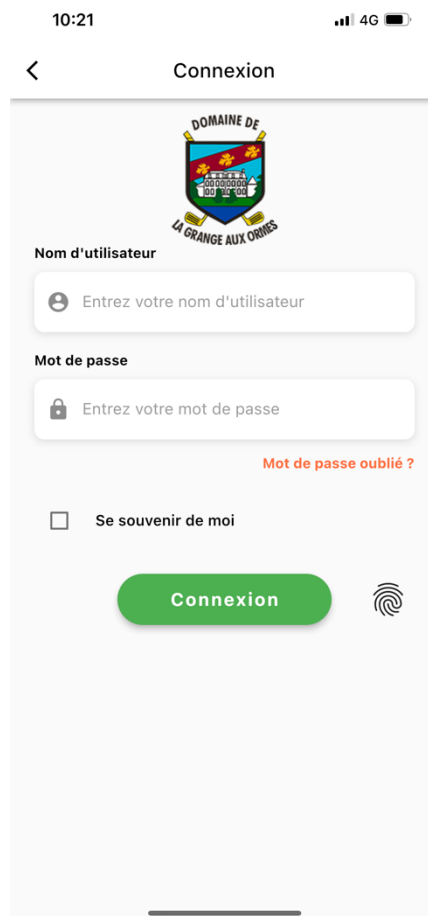 10:21
4G
Connexion
DOMAINE DE
LA GRANGE AUX ORMES
Nom d'utilisateur
Entrez votre nom d'utilisateur
Mot de passe
Entrez votre mot de passe
Mot de passe oublié ?
Se souvenir de moi
Connexion